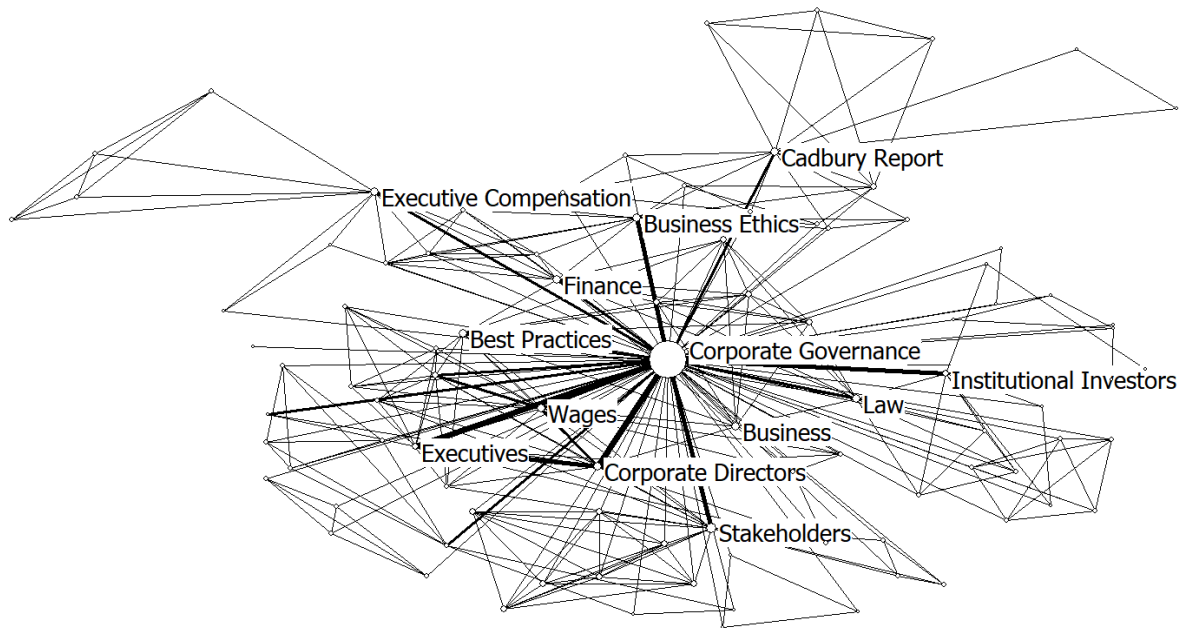 Cadbury Report
Executive Compensation
Business Ethics
Finance
Best Practices
Corporate Governance
Institutional Investors
Law
Wages
Business
Executives
Corporate Directors
Stakeholders